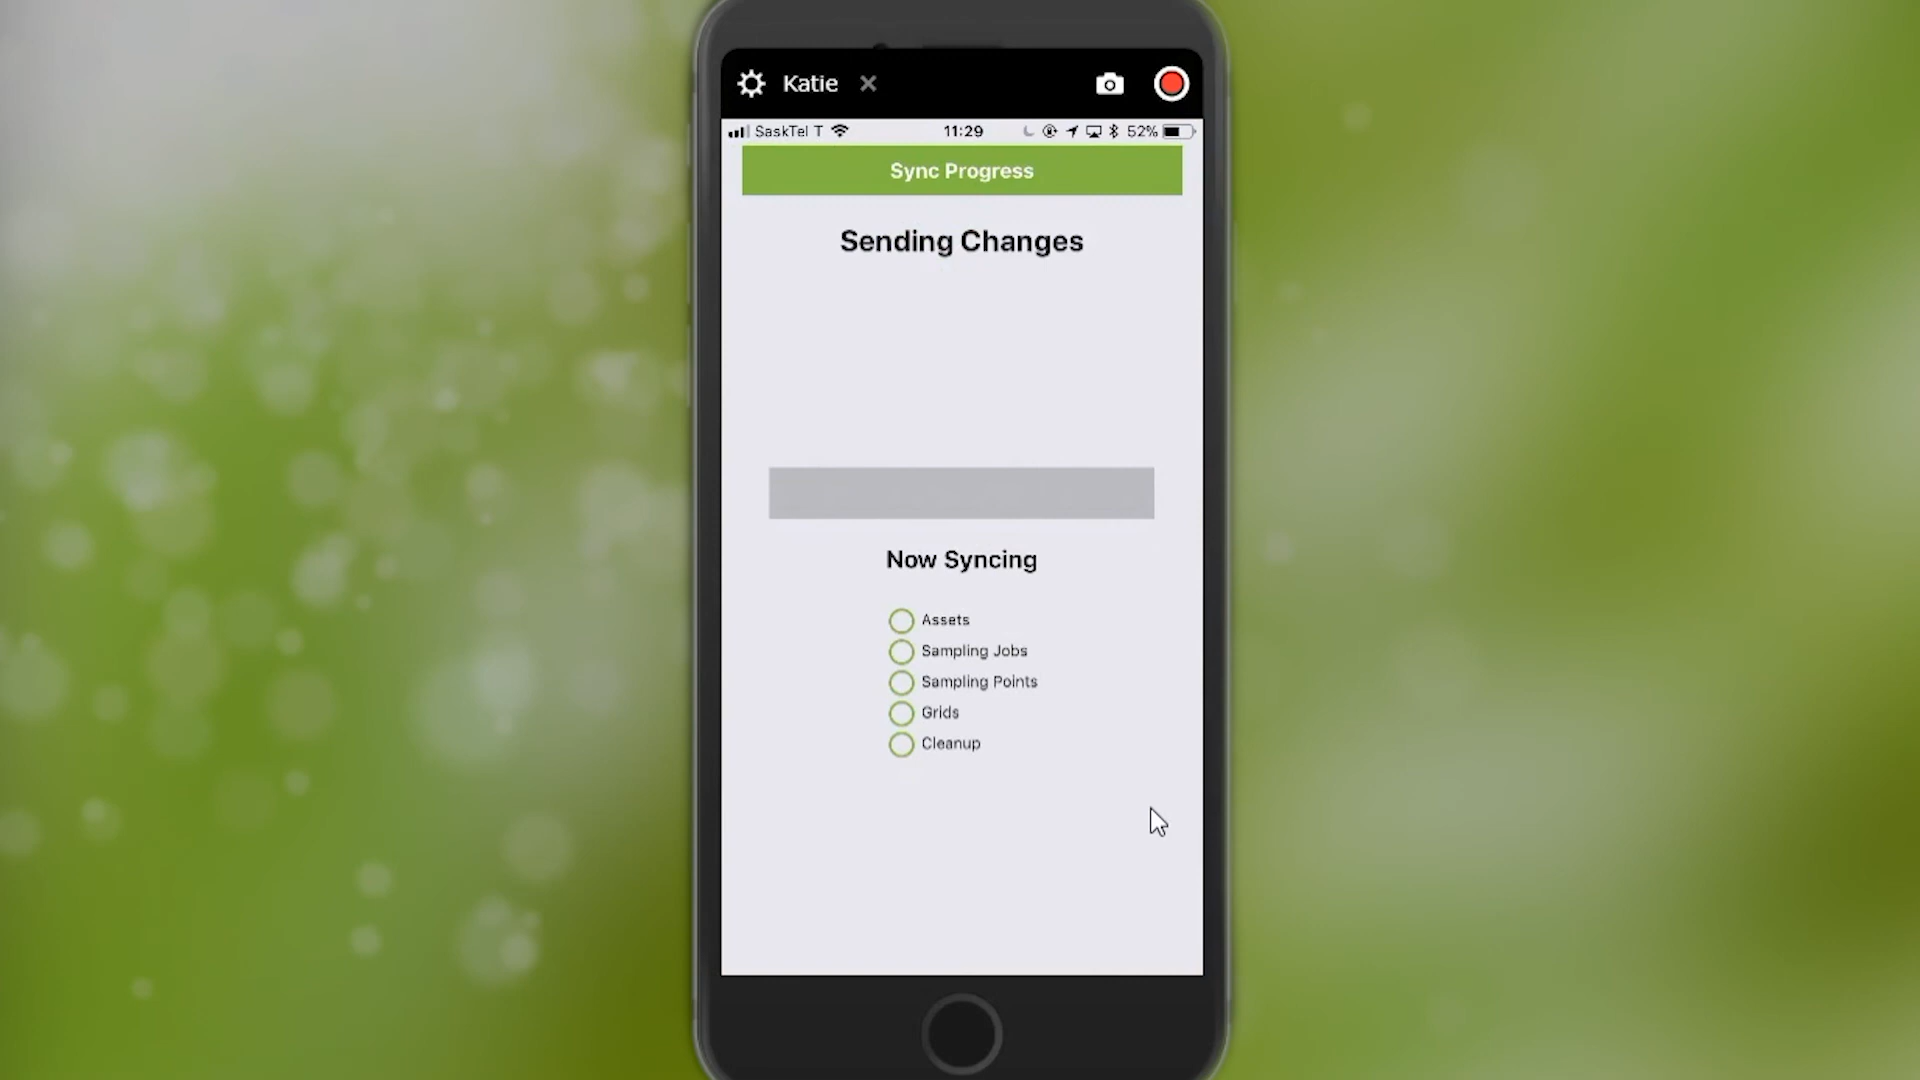 Katie
SaskTel T 11:29 52%
Sync Progress
Sending Changes
Now Syncing
Assets
Sampling Jobs
Sampling Points
Grids
Cleanup